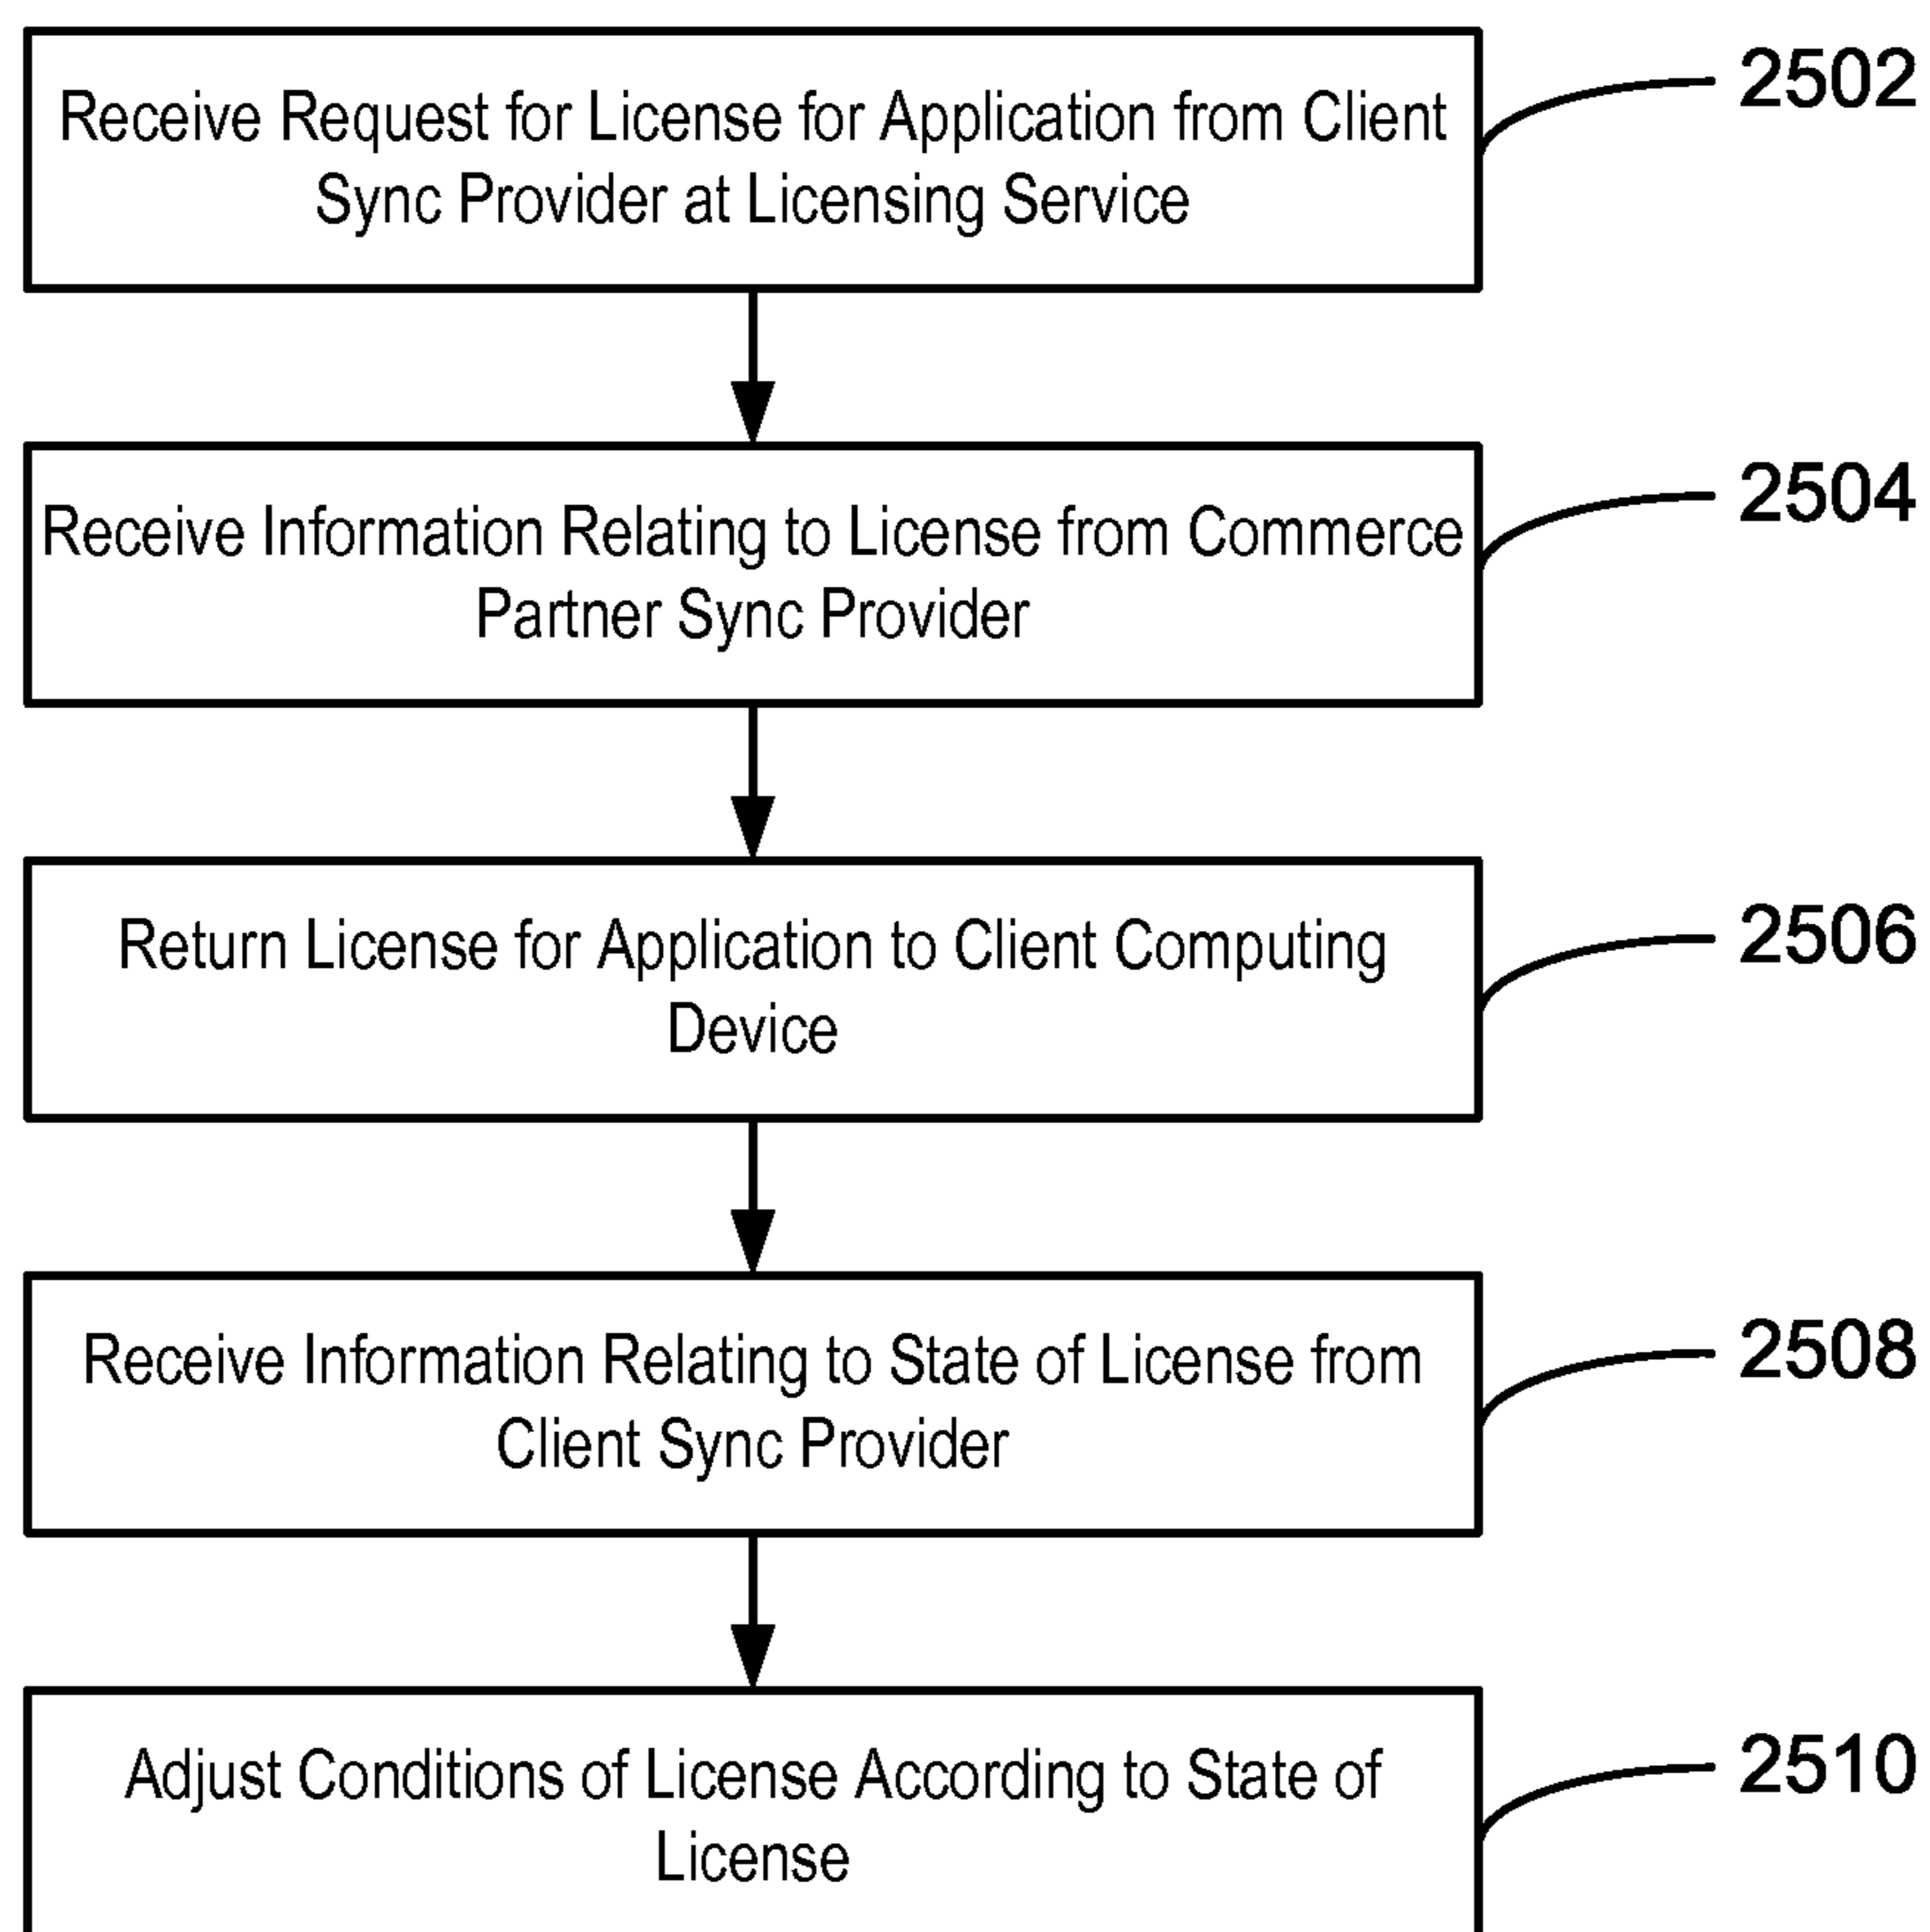 Receive Request for License for Application from Client
Sync Provider at Licensing Service
2502
Receive Information Relating to License from Commerce
Partner Sync Provider
2504
Return License for Application to Client Computing
Device
2506
Receive Information Relating to State of License from
Client Sync Provider
2508
Adjust Conditions of License According to State of
License
2510